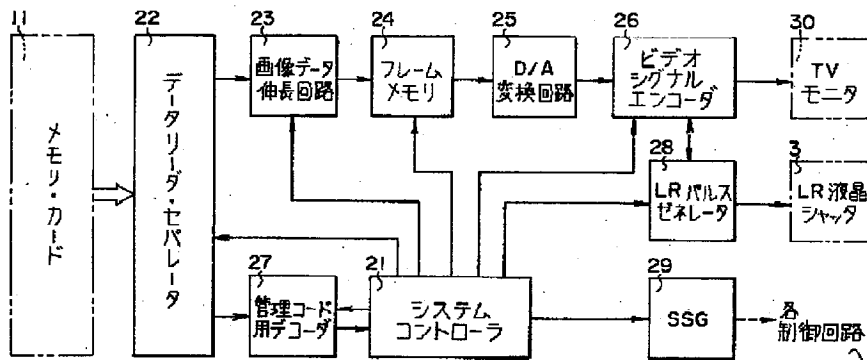 11
メモリ・カード
22
データリーダ・セパレータ
23
画像データ
伸長回路
24
フレーム
メモリ
25
D/A
変換回路
26
ビデオ
シグナル
エンコーダ
30
TV
モニタ
28
LRパルス
ゼネレータ
3
LR液晶
シャッタ
27
管理コード
用デコーダ
21
システム
コントローラ
29
SSG
各
制御回路
へ